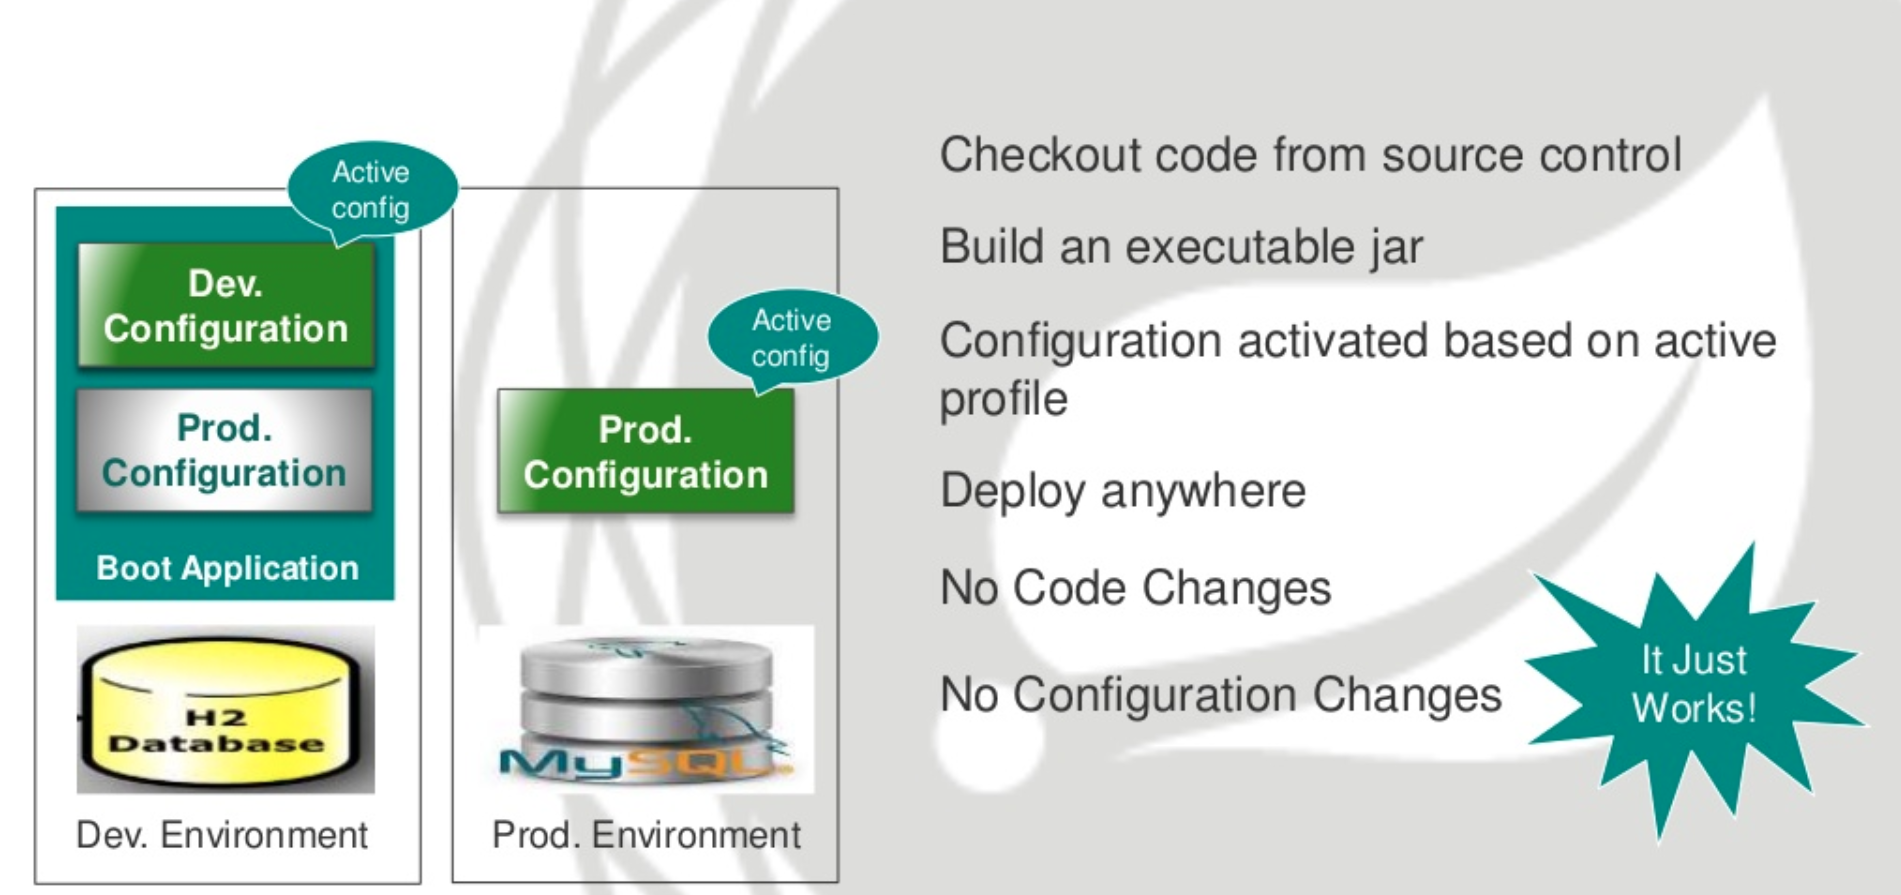 Active
config
Dev.
Configuration
Prod.
Configuration
Boot Application
H2
Database
Dev. Environment
Active
config
Prod.
Configuration
MySQL®
Prod. Environment
Checkout code from source control
Build an executable jar
Configuration activated based on active
profile
Deploy anywhere
No Code Changes
No Configuration Changes
It Just
Works!